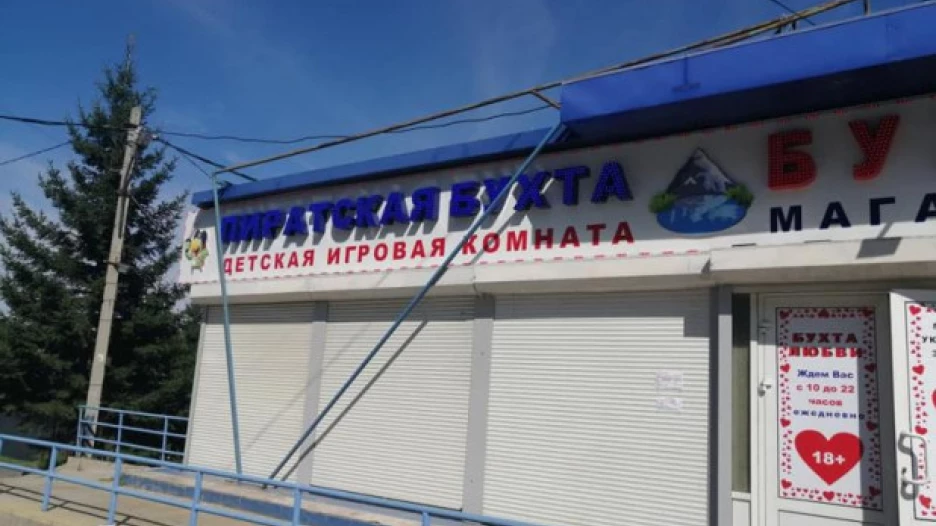 ПИРАТСКАЯ БУХТА
ДЕТСКАЯ ИГРОВАЯ КОМНАТА
БУ
МАГА
БУХТА
ЛЮБВИ
Ждем Вас
с 10 до 22
часов
ежедневно
18+